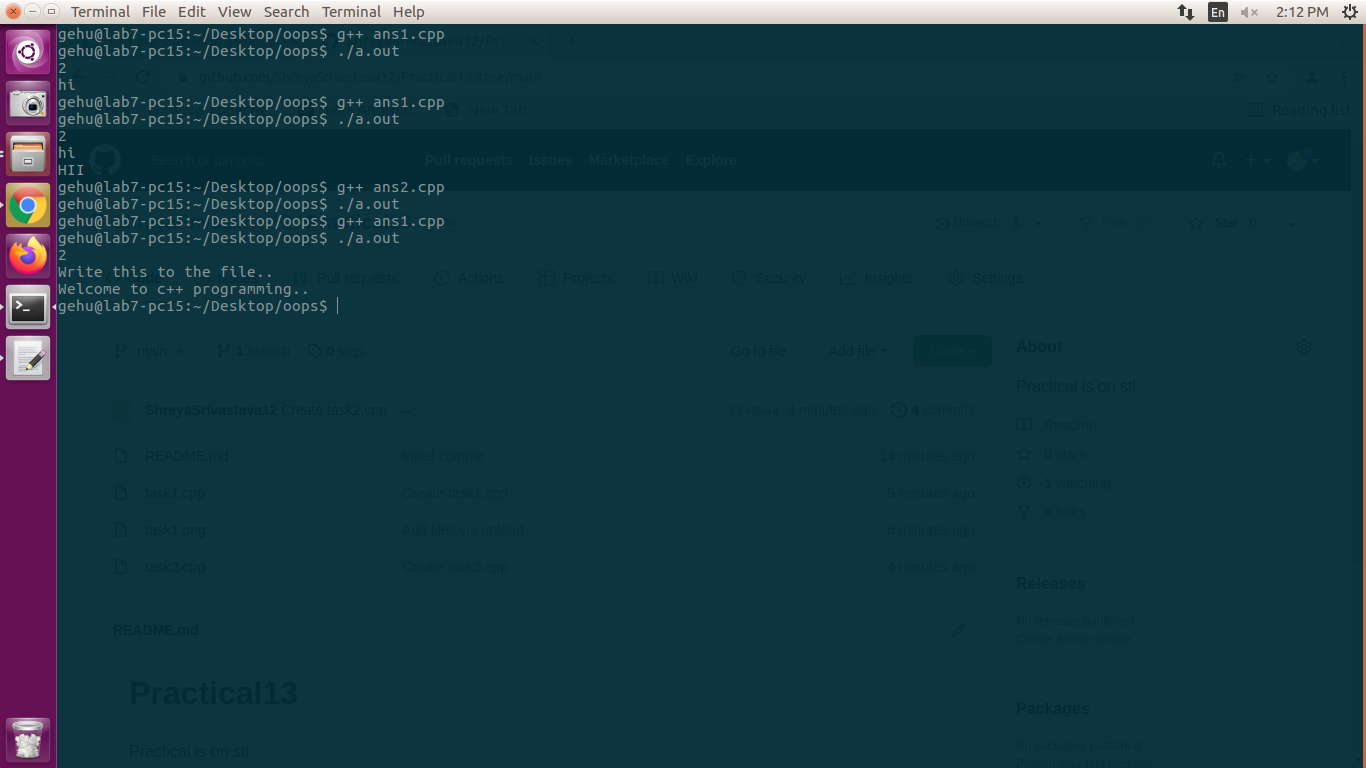 Terminal File Edit View Search Terminal Help
En 2:12 PM
gehu@lab7-pc15:~/Desktop/oops$ g++ ans1.cpp
gehu@lab7-pc15:~/Desktop/oops$ ./a.out
2
github.com/ShreyaSrivastava12/Practical13/tree/main
hi
gehu@lab7-pc15:~/Desktop/oops$ g++ ans1.cpp
New Tab
Reading list
gehu@lab7-pc15:~/Desktop/oops$ ./a.out
2
hi
Search or jump to...
Pull requests Issues Marketplace Explore
HII
gehu@lab7-pc15:~/Desktop/oops$ g++ ans2.cpp
gehu@lab7-pc15:~/Desktop/oops$ ./a.out
gehu@lab7-pc15:~/Desktop/oops$ g++ ans1.cpp
Unwatch 1 Fork 0 Star 0
gehu@lab7-pc15:~/Desktop/oops$ ./a.out
2
Write this to the file..
Pull requests Actions Projects Wiki Security Insights Settings
Welcome to c++ programming..
gehu@lab7-pc15:~/Desktop/oops$
main 1 branch 0 tags Go to file Add file Code
ShreyaSrivastava12 Create task2.cpp 4 minutes ago 4 commits
README.md Initial commit 14 minutes ago
task1.cpp Create task1.cpp minutes ago
task1.png Add files via upload minutes ago
task2.cpp Create task2.cpp 4 minutes ago
README.md
Practical13
Practical is on stl.
About
Practical is on stl.
Readme
0 stars
1 watching
0 forks
Releases
No releases published
Create a new release
Packages
No packages published
Publish your first package